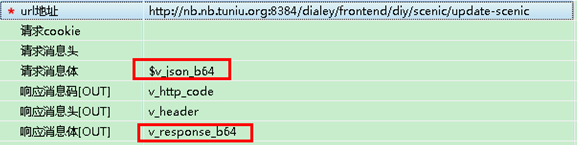 * url地址 http://nb.nb.tuniu.org:8384/dialey/frontend/diy/scenic/update-scenic
请求cookie
请求消息头
请求消息体 $v_json_b64
响应消息码[OUT] v_http_code
响应消息头[OUT] v_header
响应消息体[OUT] v_response_b64